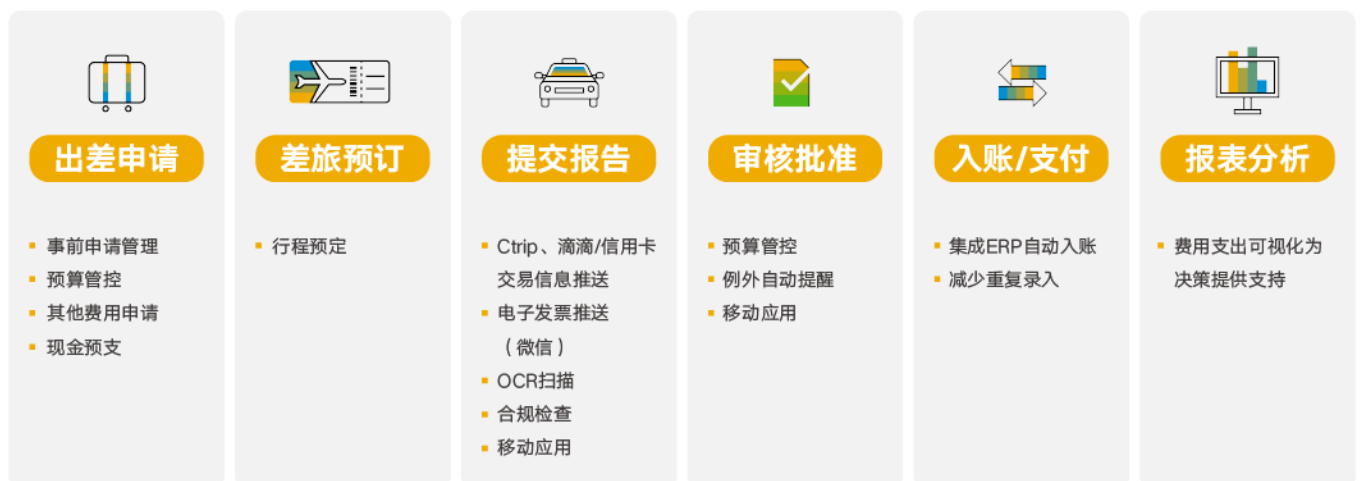 出差申请
事前申请管理
预算管控
其他费用申请
现金预支
差旅预订
行程预定
提交报告
Ctrip、滴滴/信用卡
交易信息推送
电子发票推送
（微信）
OCR扫描
合规检查
移动应用
审核批准
预算管控
例外自动提醒
移动应用
入账/支付
集成ERP自动入账
减少重复录入
报表分析
费用支出可视化为
决策提供支持